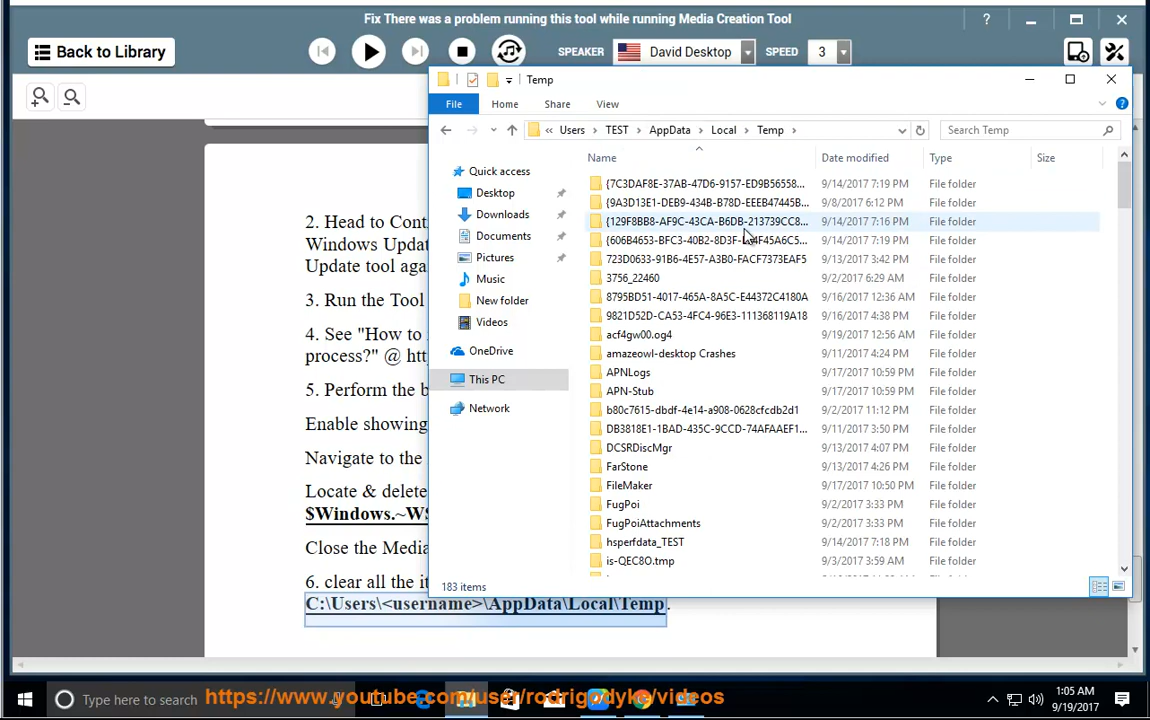 Fix There was a problem running this tool while running Media Creation Tool
Back to Library
SPEAKER
David Desktop
SPEED
3
Temp
File
Home
Share
View
Users
TEST
AppData
Local
Temp
Search Temp
Name
Date modified
Type
Size
Quick access
Desktop
Downloads
Documents
Pictures
Music
New folder
Videos
OneDrive
This PC
Network
{7C3DAF8E-37AB-47D6-9157-ED9B56558... 9/14/2017 7:19 PM File folder
{9A3D13E1-DEB9-434B-B78D-EEEB47445B... 9/8/2017 6:12 PM File folder
{129F8BB8-AF9C-43CA-B6DB-213739CC8... 9/14/2017 7:16 PM File folder
{606B4653-BFC3-40B2-8D3F- 4F45A6C5... 9/14/2017 7:19 PM File folder
723D0633-91B6-4E57-A3B0-FACF7373EAF5 9/13/2017 3:42 PM File folder
3756_22460 9/2/2017 6:29 AM File folder
8795BD51-4017-465A-8A5C-E44372C4180A 9/16/2017 12:36 AM File folder
9821D52D-CA53-4FC4-96E3-111368119A18 9/16/2017 4:38 PM File folder
acf4gw00.og4 9/19/2017 12:56 AM File folder
amazeowl-desktop Crashes 9/11/2017 4:24 PM File folder
APNLogs 9/17/2017 10:59 PM File folder
APN-Stub 9/17/2017 10:59 PM File folder
b80c7615-dbdf-4e14-a908-0628cfcdb2d1 9/2/2017 11:12 PM File folder
DB3818E1-1BAD-435C-9CCD-74AFAAEF1... 9/11/2017 3:50 PM File folder
DCSRDiscMgr 9/13/2017 4:07 PM File folder
FarStone 9/13/2017 4:26 PM File folder
FileMaker 9/17/2017 10:50 PM File folder
FugPoi 9/2/2017 3:33 PM File folder
FugPoiAttachments 9/2/2017 3:33 PM File folder
hsperfdata_TEST 9/14/2017 7:18 PM File folder
is-QEC8O.tmp 9/3/2017 3:59 AM File folder
183 items
2. Head to Cont
Windows Updat
Update tool aga
3. Run the Tool
4. See "How to
process?" @ htt
5. Perform the b
Enable showing
Navigate to the
Locate & delete
$Windows.~WS
Close the Media
6. clear all the it
C:\Users\<username>\AppData\Local\Temp.
Type here to search
https://www.youtube.com/user/rodrigodyke/videos
1:05 AM
9/19/2017